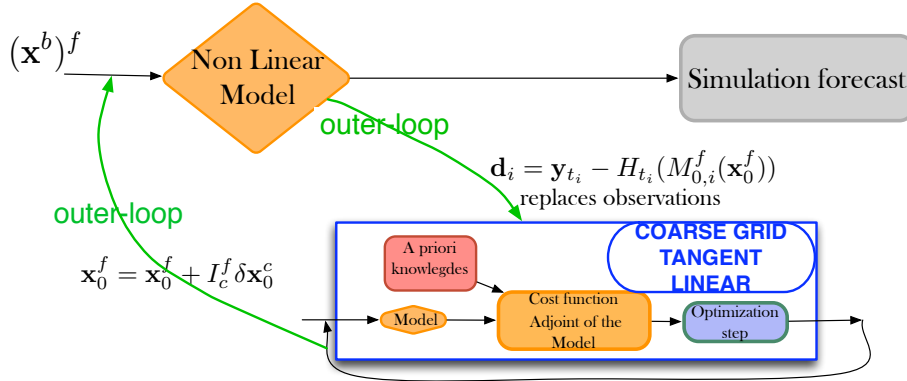 (x^b)^f
Non Linear
Model
Simulation forecast
outer-loop
d_i = y_{t_i} − H_{t_i}(M^f_{0,i}(x^f_0))
replaces observations
outer-loop
x^f_0 = x^f_0 + I^f_c δx^c_0
COARSE GRID
TANGENT
LINEAR
A priori
knowlegdes
Model
Cost function
Adjoint of the
Model
Optimization
step